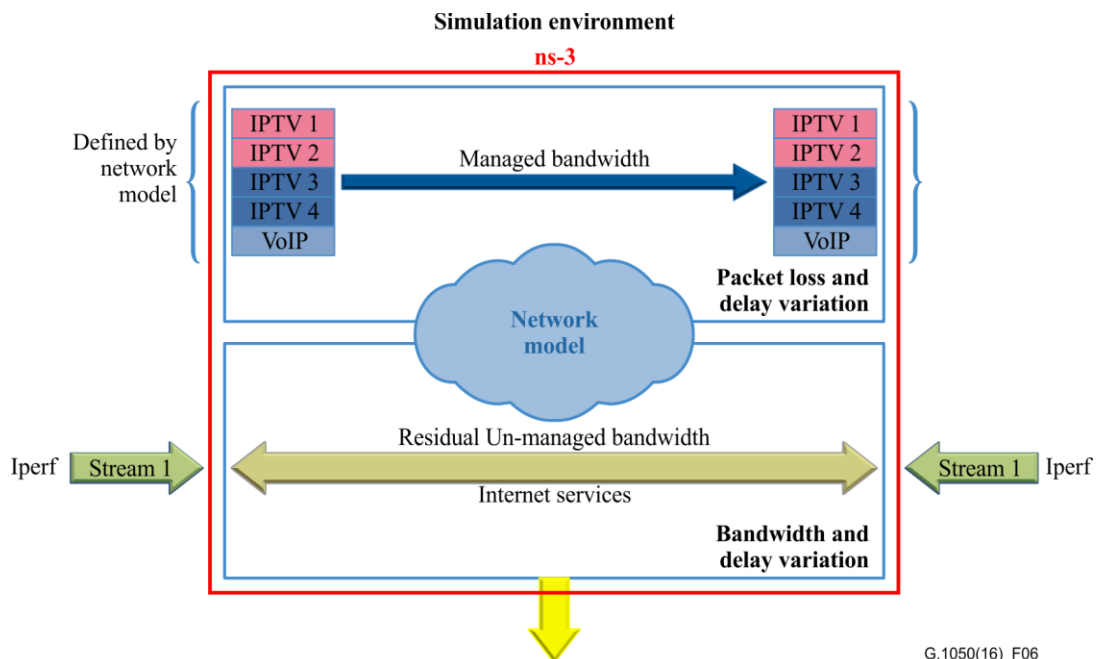 Simulation environment
ns-3
Defined by
network
model
IPTV 1
IPTV 2
IPTV 3
IPTV 4
VoIP
Managed bandwidth
IPTV 1
IPTV 2
IPTV 3
IPTV 4
VoIP
Packet loss and
delay variation
Network
model
Residual Un-managed bandwidth
Iperf
Stream 1
Stream 1
Iperf
Internet services
Bandwidth and
delay variation
G.1050(16)_F06